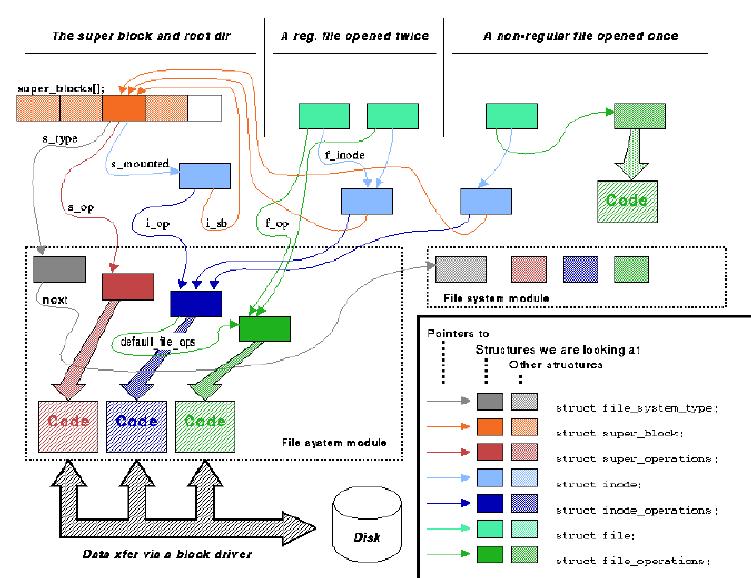 The super block and root dir
A reg. file opened twice
A non-regular file opened once
super_blocks[];
s_type
s_mounted
f_inode
s_op
i_op
i_sb
f_op
Code
next
File system module
default_file_ops
Code
Code
Code
File system module
Pointers to
Structures we are looking at
Other structures
struct file_system_type;
struct super_block;
struct super_operations;
struct inode;
struct inode_operations;
struct file;
struct file_operations;
Disk
Data xfer via a block driver